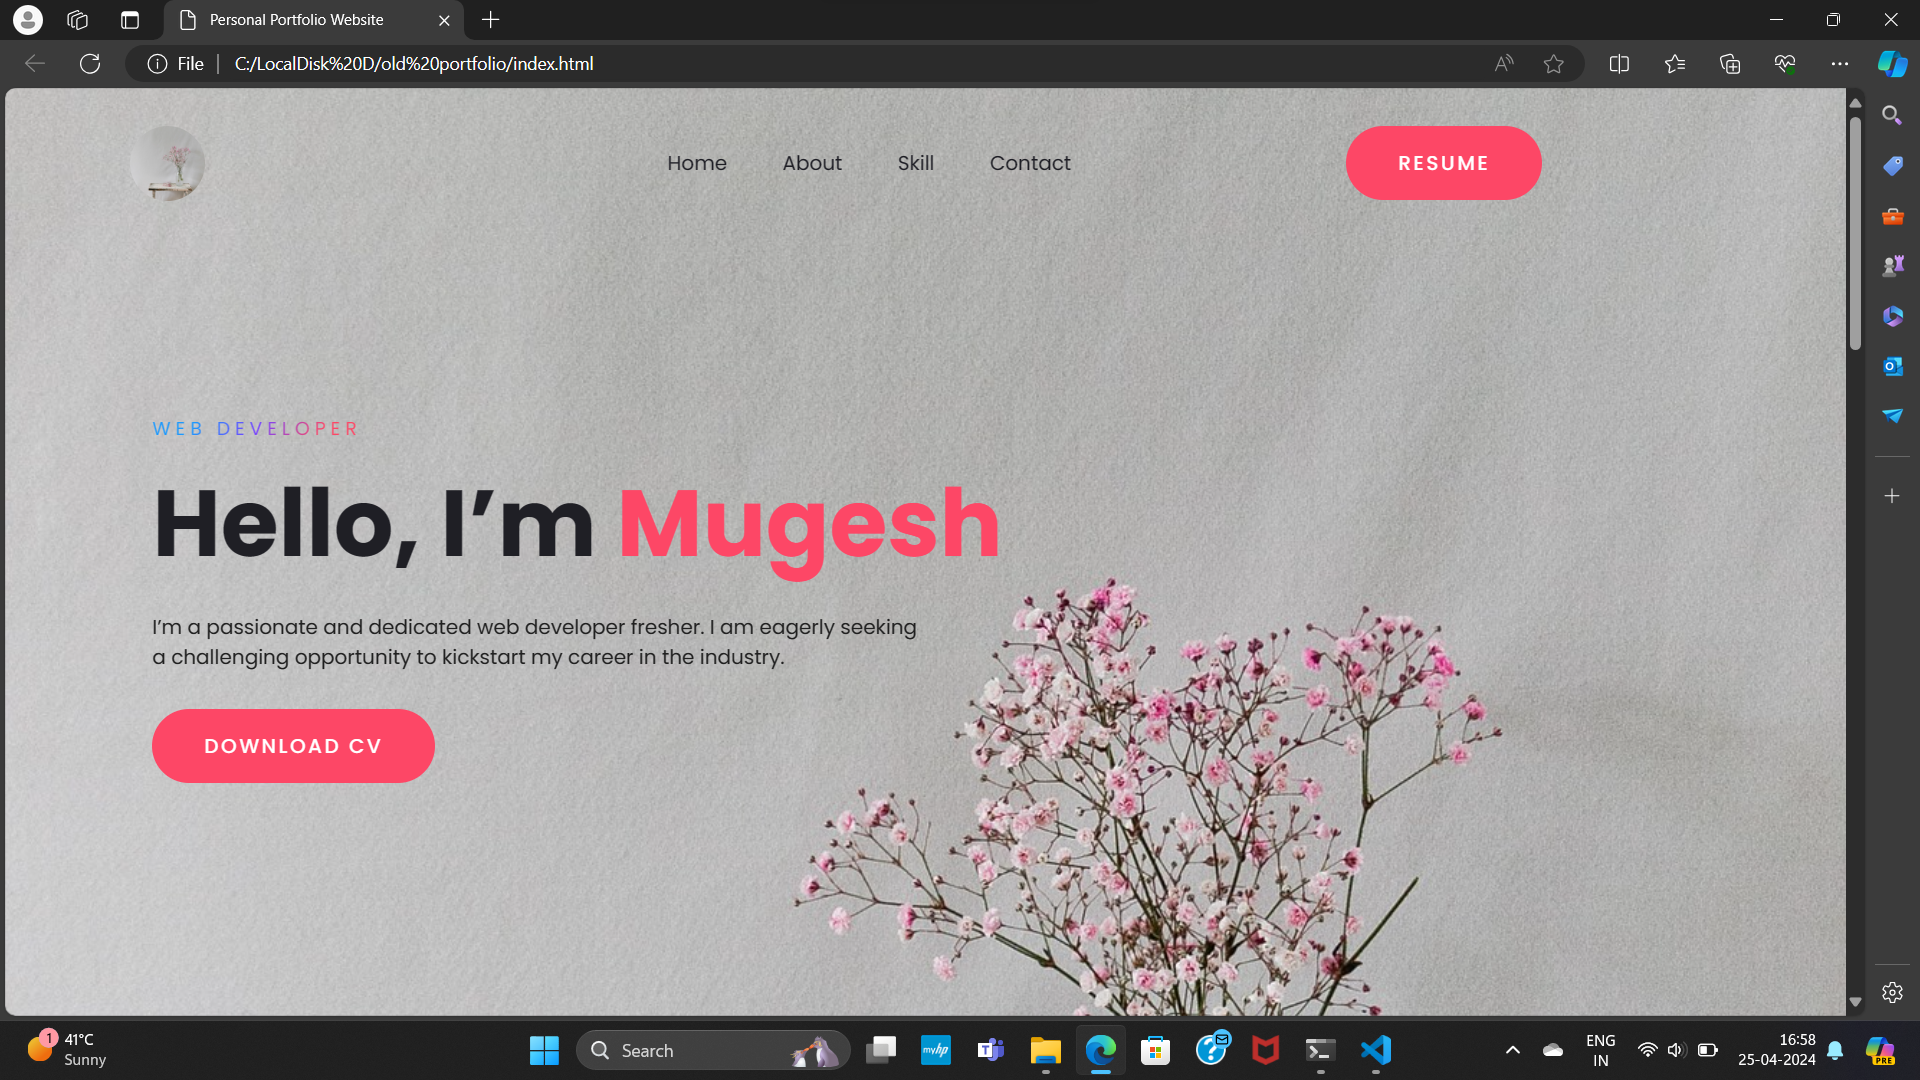 Personal Portfolio Website
File
C:/LocalDisk%20D/old%20portfolio/index.html
Home
About
Skill
Contact
RESUME
WEB DEVELOPER
Hello, I’m Mugesh
I’m a passionate and dedicated web developer fresher. I am eagerly seeking
a challenging opportunity to kickstart my career in the industry.
DOWNLOAD CV
1
41°C
Sunny
Search
myhp
ENG
IN
16:58
25-04-2024
PRE